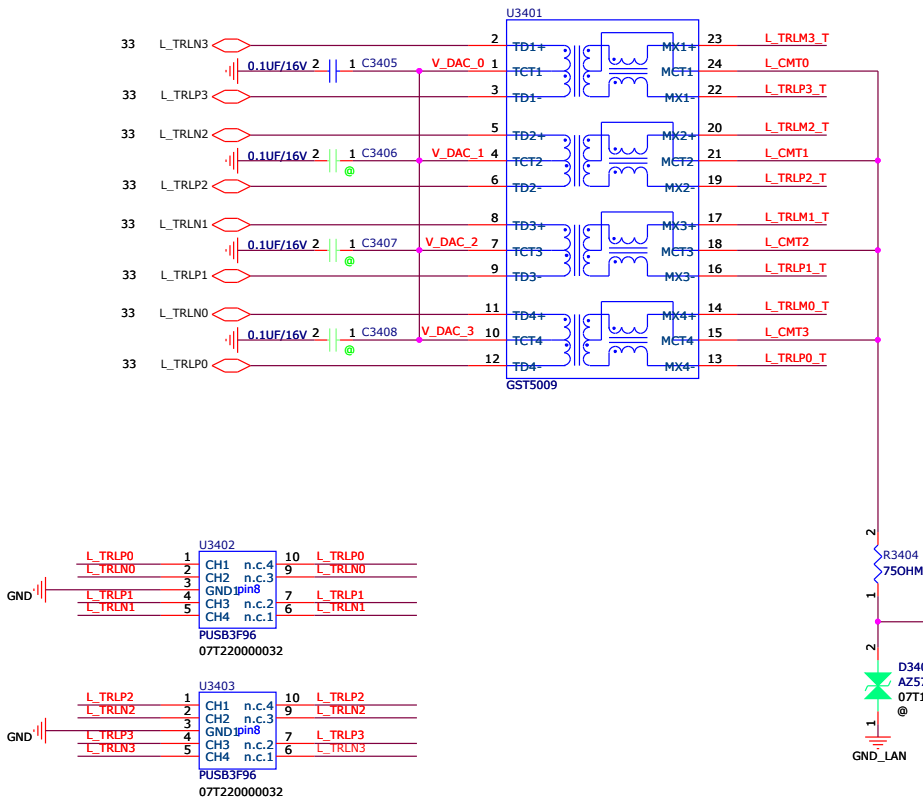 U3401
33 L_TRLN3 2 TD1+ MX1+ 23 L_TRLM3_T
0.1UF/16V 2 1 C3405 V_DAC_0 1 TCT1 MCT1 24 L_CMT0
33 L_TRLP3 3 TD1- MX1- 22 L_TRLP3_T
33 L_TRLN2 5 TD2+ MX2+ 20 L_TRLM2_T
0.1UF/16V 2 1 C3406 V_DAC_1 4 TCT2 MCT2 21 L_CMT1
@
33 L_TRLP2 6 TD2- MX2- 19 L_TRLP2_T
33 L_TRLN1 8 TD3+ MX3+ 17 L_TRLM1_T
0.1UF/16V 2 1 C3407 V_DAC_2 7 TCT3 MCT3 18 L_CMT2
@
33 L_TRLP1 9 TD3- MX3- 16 L_TRLP1_T
33 L_TRLN0 11 TD4+ MX4+ 14 L_TRLM0_T
0.1UF/16V 2 1 C3408 V_DAC_3 10 TCT4 MCT4 15 L_CMT3
@
33 L_TRLP0 12 TD4- MX4- 13 L_TRLP0_T
GST5009
2
R3404
75OHM
1
U3402
L_TRLP0 1 CH1 n.c.4 10 L_TRLP0
L_TRLN0 2 CH2 n.c.3 9 L_TRLN0
GND 3 GND1 pin8
L_TRLP1 4 CH3 n.c.2 7 L_TRLP1
L_TRLN1 5 CH4 n.c.1 6 L_TRLN1
PUSB3F96
07T220000032
2
D340
AZ57
07T1
@
1
GND_LAN
U3403
L_TRLP2 1 CH1 n.c.4 10 L_TRLP2
L_TRLN2 2 CH2 n.c.3 9 L_TRLN2
GND 3 GND1 pin8
L_TRLP3 4 CH3 n.c.2 7 L_TRLP3
L_TRLN3 5 CH4 n.c.1 6 L_TRLN3
PUSB3F96
07T220000032